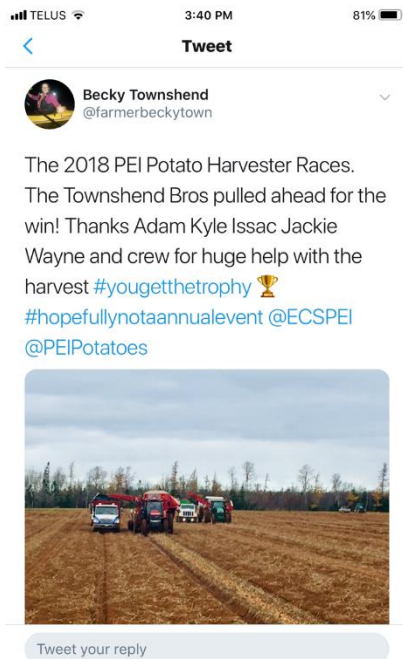 TELUS 3:40 PM 81%
Tweet
Becky Townshend
@farmerbeckytown
The 2018 PEI Potato Harvester Races.
The Townshend Bros pulled ahead for the
win! Thanks Adam Kyle Issac Jackie
Wayne and crew for huge help with the
harvest #yougetthetrophy 🏆
#hopefullynotaannualevent @ECSPEI
@PEIPotatoes
Tweet your reply